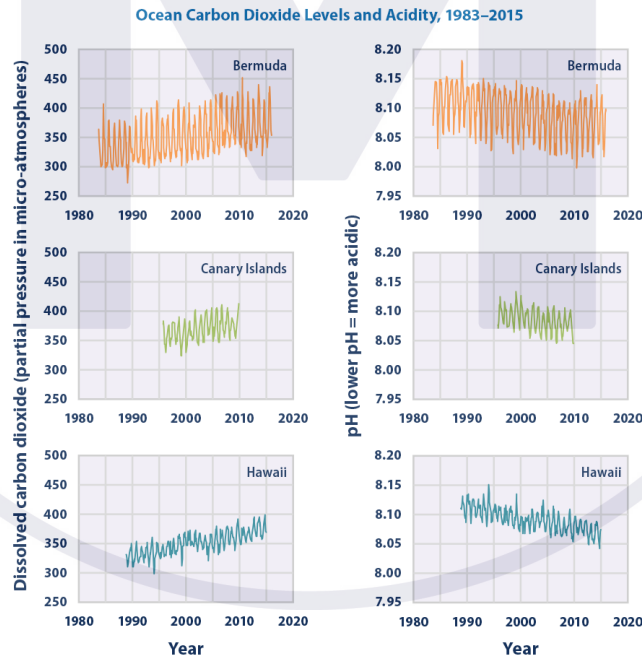 Ocean Carbon Dioxide Levels and Acidity, 1983–2015
Dissolved carbon dioxide (partial pressure in micro-atmospheres)
500
450
400
350
300
250
Bermuda
1980 1990 2000 2010 2020
500
450
400
350
300
250
Canary Islands
1980 1990 2000 2010 2020
500
450
400
350
300
250
Hawaii
1980 1990 2000 2010 2020
Year
pH (lower pH = more acidic)
8.20
8.15
8.10
8.05
8.00
7.95
Bermuda
1980 1990 2000 2010 2020
8.20
8.15
8.10
8.05
8.00
7.95
Canary Islands
1980 1990 2000 2010 2020
8.20
8.15
8.10
8.05
8.00
7.95
Hawaii
1980 1990 2000 2010 2020
Year